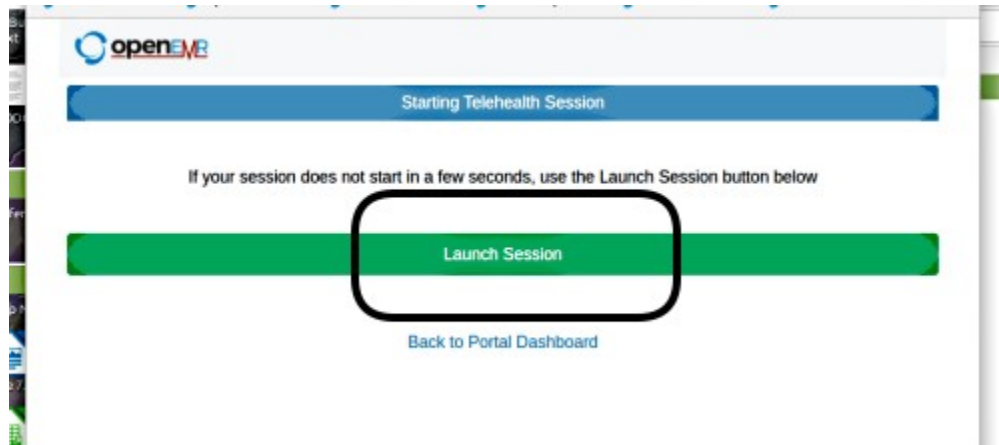 openEMR
Starting Telehealth Session
If your session does not start in a few seconds, use the Launch Session button below
Launch Session
Back to Portal Dashboard